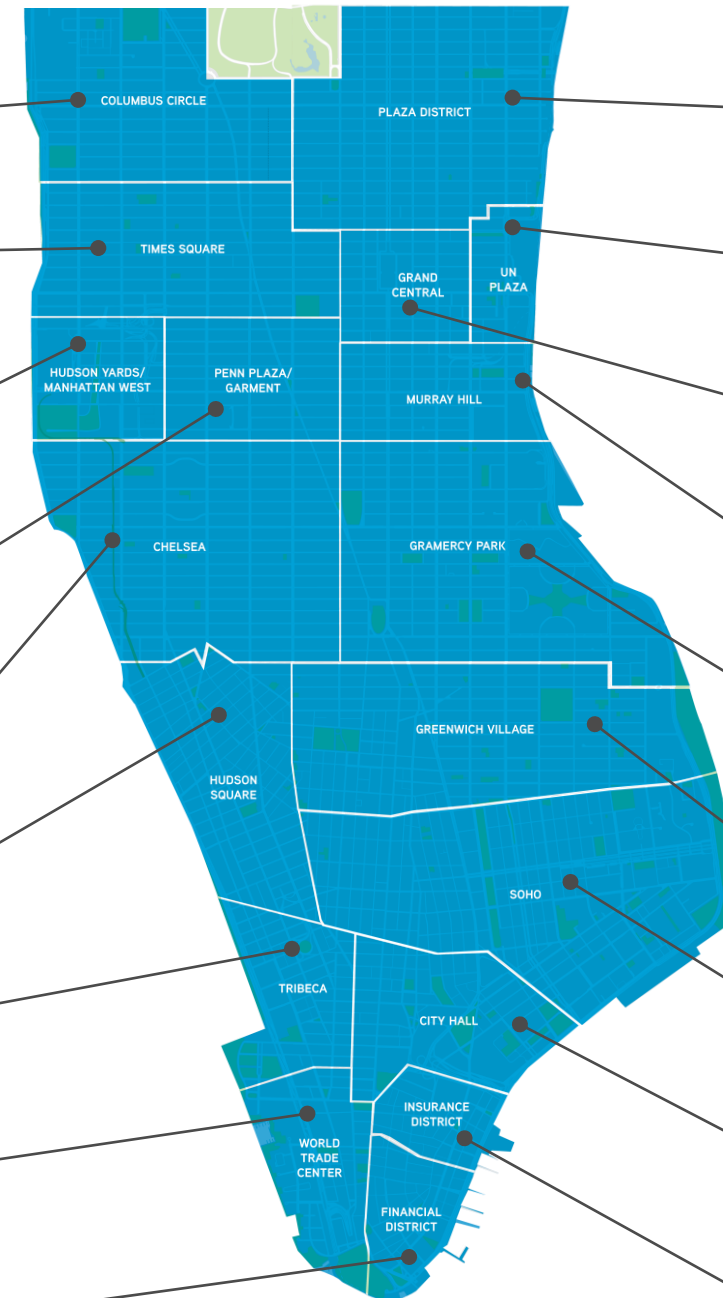 COLUMBUS CIRCLE
PLAZA DISTRICT
TIMES SQUARE
GRAND
CENTRAL
UN
PLAZA
HUDSON YARDS/
MANHATTAN WEST
PENN PLAZA/
GARMENT
MURRAY HILL
CHELSEA
GRAMERCY PARK
GREENWICH VILLAGE
HUDSON
SQUARE
SOHO
TRIBECA
CITY HALL
INSURANCE
DISTRICT
WORLD
TRADE
CENTER
FINANCIAL
DISTRICT